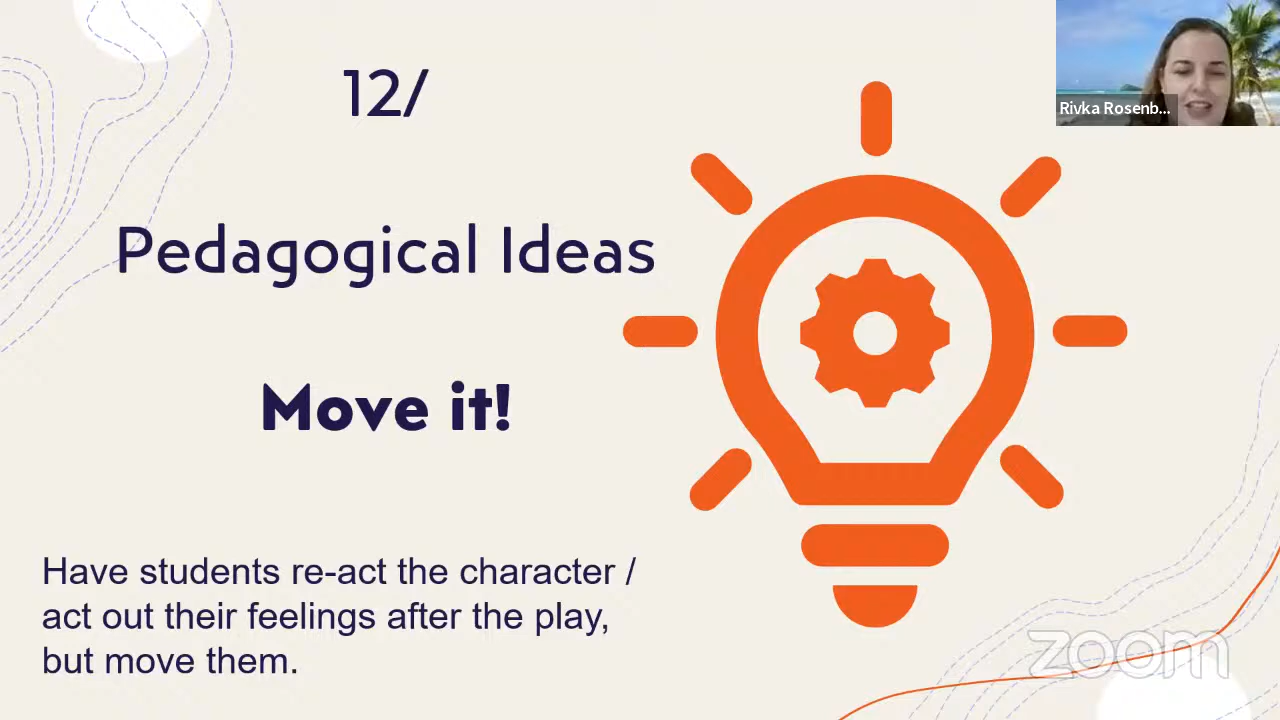 12/
Pedagogical Ideas
Move it!
Have students re-act the character /
act out their feelings after the play,
but move them.
Rivka Rosenb...
zoom